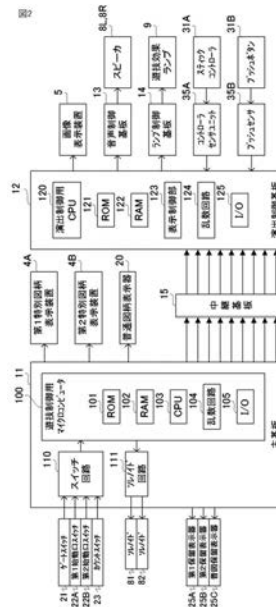 図2
8L,8R
スピーカ
9
遊技効果
ランプ
31A
スティック
コントローラ
31B
プッシュボタン
5
画像
表示装置
13
音声制御
基板
14
ランプ制御
基板
35A
コントローラ
センサユニット
35B
プッシュセンサ
12
120
演出制御用
CPU
121
ROM
122
RAM
123
表示制御部
124
乱数回路
125
I/O
演出制御基板
4A
第1特別図柄
表示装置
4B
第2特別図柄
表示装置
20
普通図柄表示器
15
中継
基板
11
100
遊技制御用
マイクロコンピュータ
101
ROM
102
RAM
103
CPU
104
乱数回路
105
I/O
主基板
110
スイッチ
回路
111
ソレノイド
回路
21
ゲートスイッチ
22A
第1始動口スイッチ
22B
第2始動口スイッチ
23
カウントスイッチ
81
ソレノイド
82
ソレノイド
25A
第1保留表示器
25B
第2保留表示器
25C
普図保留表示器